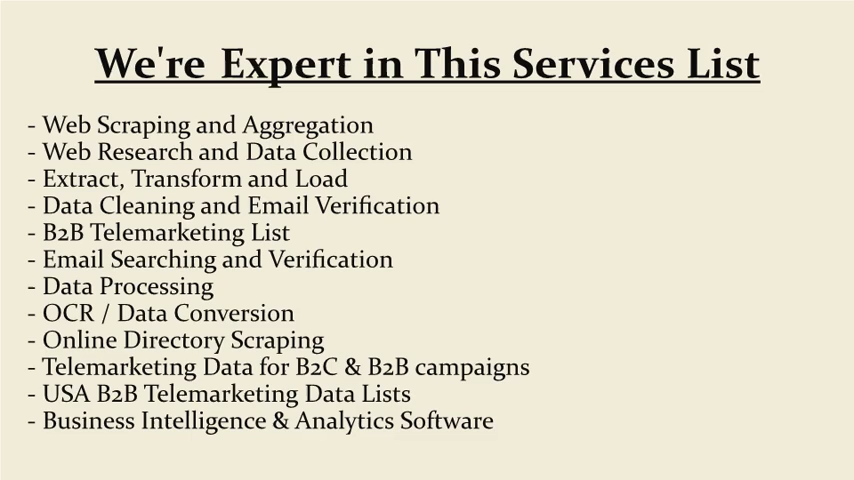 We're Expert in This Services List
- Web Scraping and Aggregation
- Web Research and Data Collection
- Extract, Transform and Load
- Data Cleaning and Email Verification
- B2B Telemarketing List
- Email Searching and Verification
- Data Processing
- OCR / Data Conversion
- Online Directory Scraping
- Telemarketing Data for B2C & B2B campaigns
- USA B2B Telemarketing Data Lists
- Business Intelligence & Analytics Software